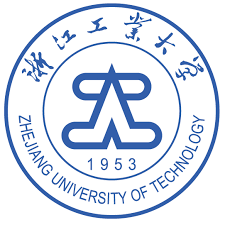 浙江工业大学
1953
ZHEJIANG UNIVERSITY OF TECHNOLOGY